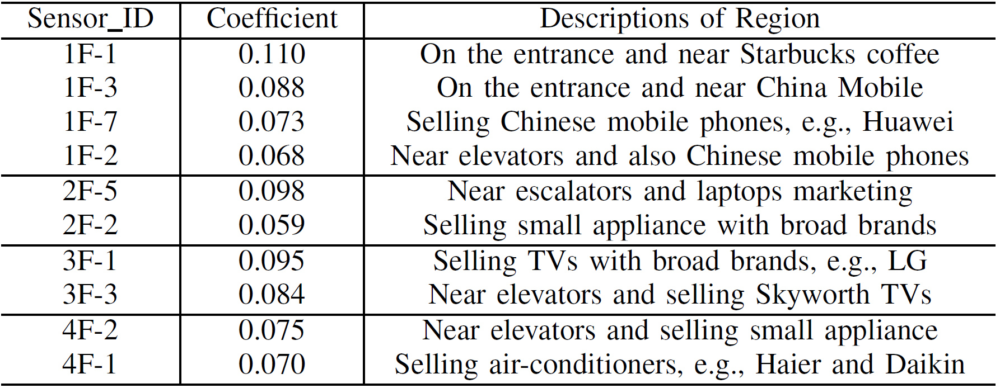 Sensor_ID Coefficient Descriptions of Region
1F-1 0.110 On the entrance and near Starbucks coffee
1F-3 0.088 On the entrance and near China Mobile
1F-7 0.073 Selling Chinese mobile phones, e.g., Huawei
1F-2 0.068 Near elevators and also Chinese mobile phones
2F-5 0.098 Near escalators and laptops marketing
2F-2 0.059 Selling small appliance with broad brands
3F-1 0.095 Selling TVs with broad brands, e.g., LG
3F-3 0.084 Near elevators and selling Skyworth TVs
4F-2 0.075 Near elevators and selling small appliance
4F-1 0.070 Selling air-conditioners, e.g., Haier and Daikin